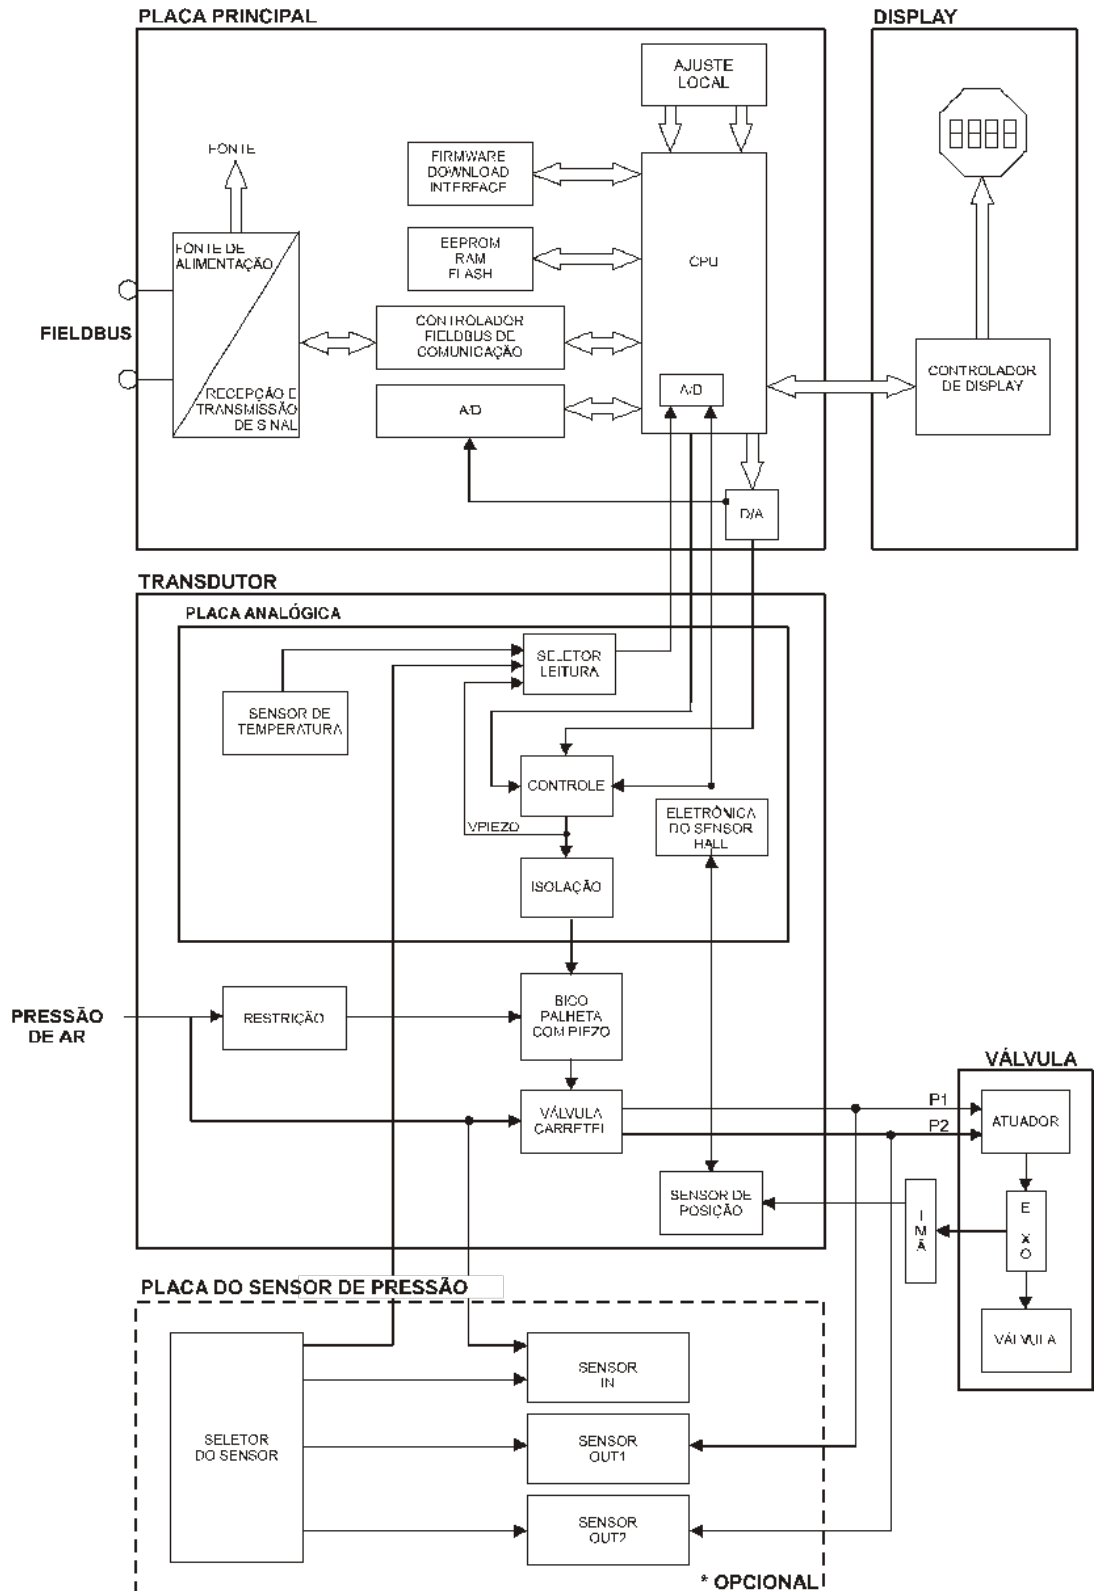 PLACA PRINCIPAL
DISPLAY
AJUSTE
LOCAL
FONTE
FIRMWARE
DOWNLOAD
INTERFACE
FONTE DE
ALIMENTAÇÃO
EEPROM
RAM
FLASH
CPU
FIELDBUS
CONTROLADOR
FIELDBUS DE
COMUNICAÇÃO
RECEPÇÃO E
TRANSMISSÃO
DE SINAL
A/D
A/D
CONTROLADOR
DE DISPLAY
D/A
TRANSDUTOR
PLACA ANALÓGICA
SELETOR
LEITURA
SENSOR DE
TEMPERATURA
CONTROLE
VPIEZO
ELETRÔNICA
DO SENSOR
HALL
ISOLAÇÃO
PRESSÃO
DE AR
RESTRIÇÃO
BICO
PALHETA
COM PIEZO
VÁLVULA
CARRETEL
P1
P2
VÁLVULA
ATUADOR
SENSOR DE
POSIÇÃO
IMÃ
EIXO
VÁLVULA
PLACA DO SENSOR DE PRESSÃO
SELETOR
DO SENSOR
SENSOR
IN
SENSOR
OUT1
SENSOR
OUT2
* OPCIONAL